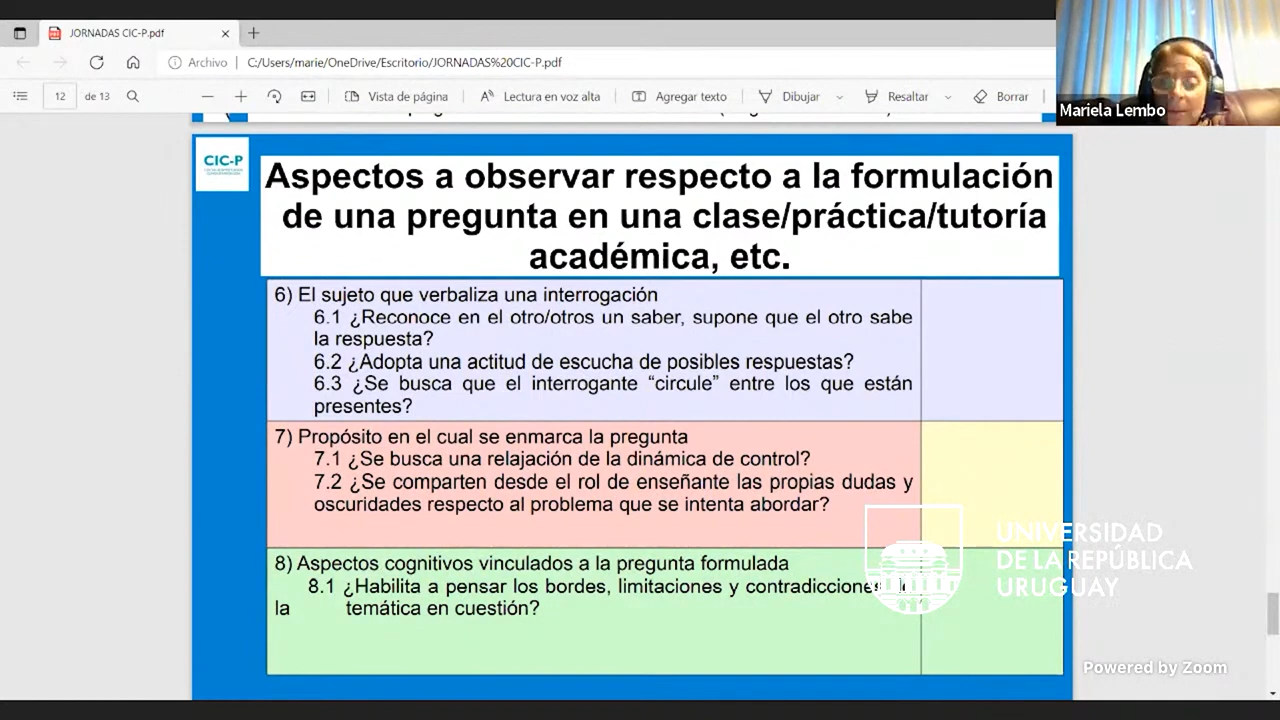 JORNADAS CIC-P.pdf
Archivo
C:/Users/marie/OneDrive/Escritorio/JORNADAS%20CIC-P.pdf
12 de 13
Vista de página
Lectura en voz alta
Agregar texto
Dibujar
Resaltar
Borrar
Mariela Lembo
CIC-P
Aspectos a observar respecto a la formulación
de una pregunta en una clase/práctica/tutoría
académica, etc.
6) El sujeto que verbaliza una interrogación
6.1 ¿Reconoce en el otro/otros un saber, supone que el otro sabe
la respuesta?
6.2 ¿Adopta una actitud de escucha de posibles respuestas?
6.3 ¿Se busca que el interrogante “circule” entre los que están
presentes?
7) Propósito en el cual se enmarca la pregunta
7.1 ¿Se busca una relajación de la dinámica de control?
7.2 ¿Se comparten desde el rol de enseñante las propias dudas y
oscuridades respecto al problema que se intenta abordar?
8) Aspectos cognitivos vinculados a la pregunta formulada
8.1 ¿Habilita a pensar los bordes, limitaciones y contradicciones
la temática en cuestión?
UNIVERSIDAD
DE LA REPÚBLICA
URUGUAY
Powered by Zoom